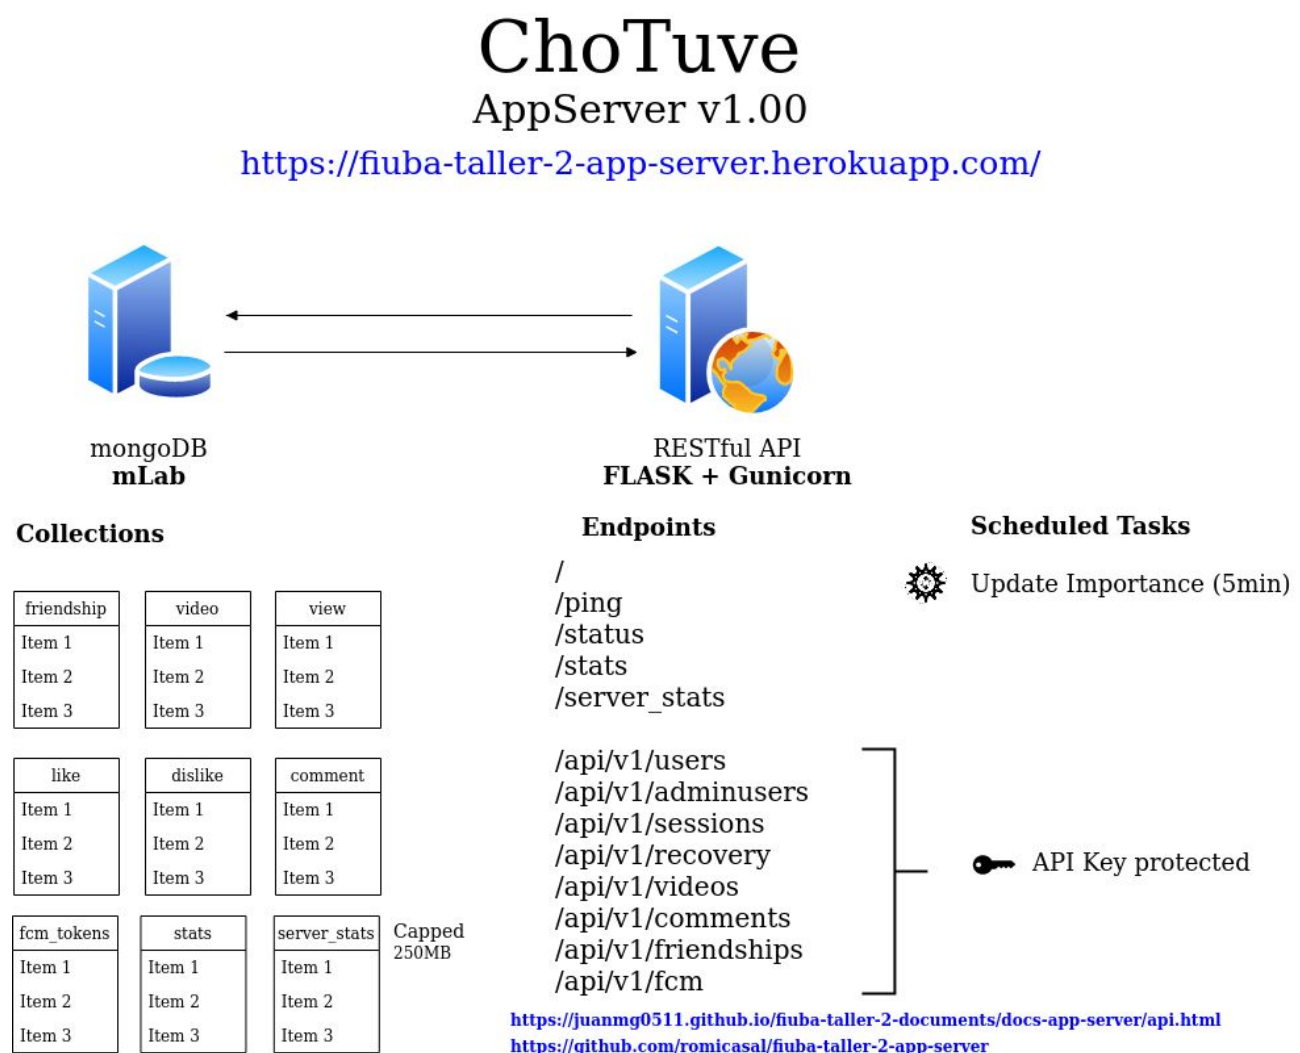 ChoTuve
AppServer v1.00
https://fiuba-taller-2-app-server.herokuapp.com/
mongoDB
mLab
RESTful API
FLASK + Gunicorn
Collections
friendship
Item 1
Item 2
Item 3
video
Item 1
Item 2
Item 3
view
Item 1
Item 2
Item 3
like
Item 1
Item 2
Item 3
dislike
Item 1
Item 2
Item 3
comment
Item 1
Item 2
Item 3
fcm_tokens
Item 1
Item 2
Item 3
stats
Item 1
Item 2
Item 3
server_stats
Item 1
Item 2
Item 3
Capped
250MB
Endpoints
/
/ping
/status
/stats
/server_stats
/api/v1/users
/api/v1/adminusers
/api/v1/sessions
/api/v1/recovery
/api/v1/videos
/api/v1/comments
/api/v1/friendships
/api/v1/fcm
Scheduled Tasks
Update Importance (5min)
API Key protected
https://juanmg0511.github.io/fiuba-taller-2-documents/docs-app-server/api.html
https://github.com/romicasal/fiuba-taller-2-app-server